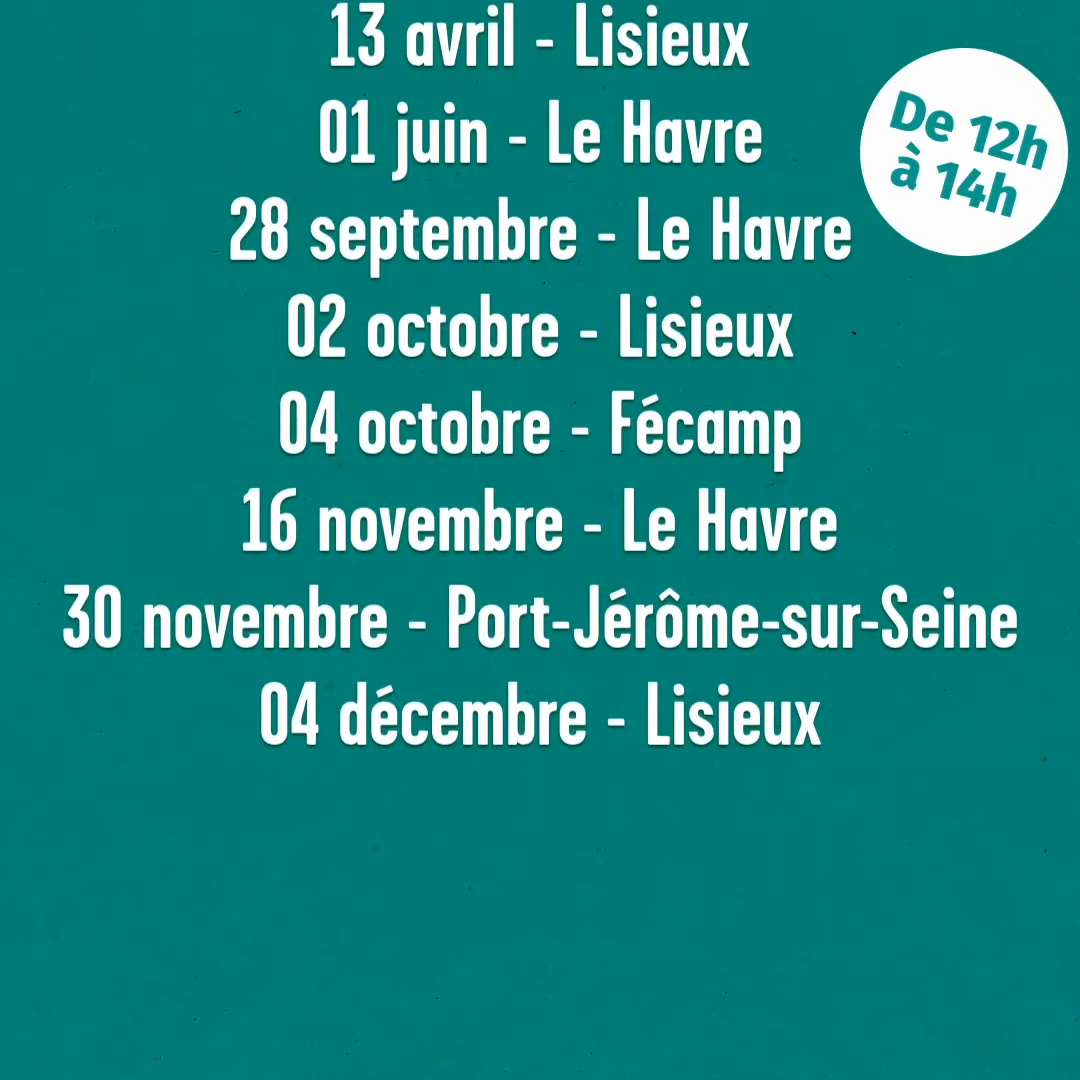 13 avril - Lisieux
01 juin - Le Havre
De 12h
à 14h
28 septembre - Le Havre
02 octobre - Lisieux
04 octobre - Fécamp
16 novembre - Le Havre
30 novembre - Port-Jérôme-sur-Seine
04 décembre - Lisieux